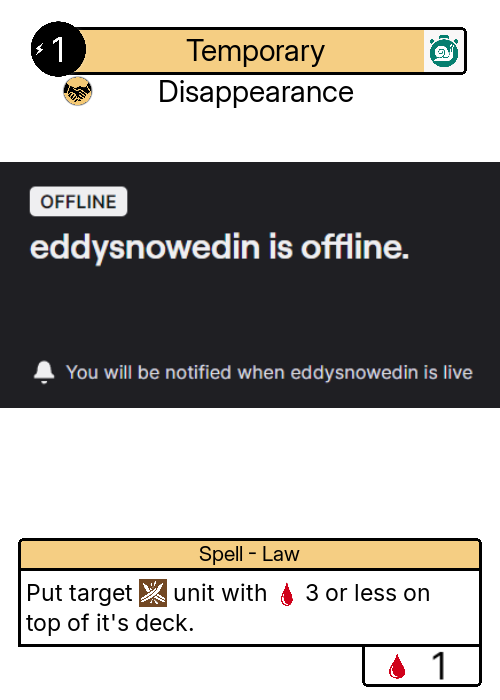 1
Temporary
Disappearance
OFFLINE
eddysnowedin is offline.
You will be notified when eddysnowedin is live
Spell - Law
Put target unit with 3 or less on
top of it's deck.
1